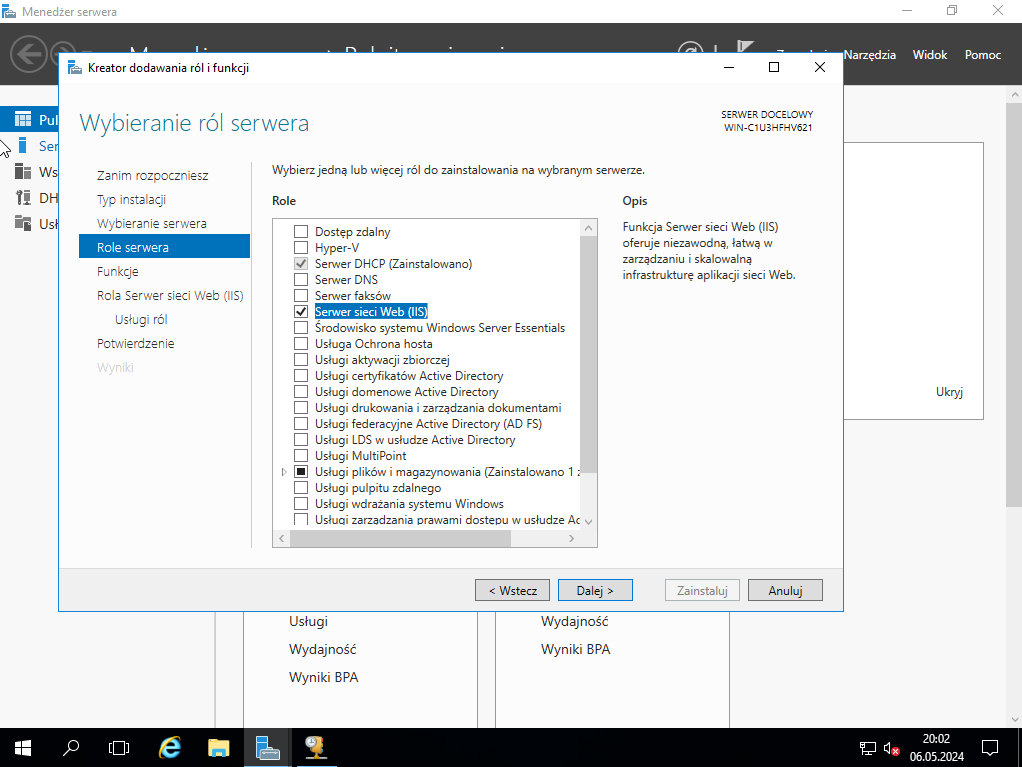 Menedżer serwera
Narzędzia
Widok
Pomoc
Kreator dodawania ról i funkcji
Wybieranie ról serwera
SERWER DOCELOWY
WIN-C1U3HFHV621
Zanim rozpoczniesz
Typ instalacji
Wybieranie serwera
Role serwera
Funkcje
Rola Serwer sieci Web (IIS)
Usługi ról
Potwierdzenie
Wyniki
Wybierz jedną lub więcej ról do zainstalowania na wybranym serwerze.
Role
Dostęp zdalny
Hyper-V
Serwer DHCP (Zainstalowano)
Serwer DNS
Serwer faksów
Serwer sieci Web (IIS)
Środowisko systemu Windows Server Essentials
Usługa Ochrona hosta
Usługi aktywacji zbiorczej
Usługi certyfikatów Active Directory
Usługi domenowe Active Directory
Usługi drukowania i zarządzania dokumentami
Usługi federacyjne Active Directory (AD FS)
Usługi LDS w usłudze Active Directory
Usługi MultiPoint
Usługi plików i magazynowania (Zainstalowano 1 z
Usługi pulpitu zdalnego
Usługi wdrażania systemu Windows
Usługi zarządzania prawami dostępu w usłudze Ac
Opis
Funkcja Serwer sieci Web (IIS)
oferuje niezawodną, łatwą w
zarządzaniu i skalowalną
infrastrukturę aplikacji sieci Web.
Pul
Ser
Ws
DH
Usł
Ukryj
< Wstecz
Dalej >
Zainstaluj
Anuluj
Usługi
Wydajność
Wyniki BPA
Wydajność
Wyniki BPA
20:02
06.05.2024